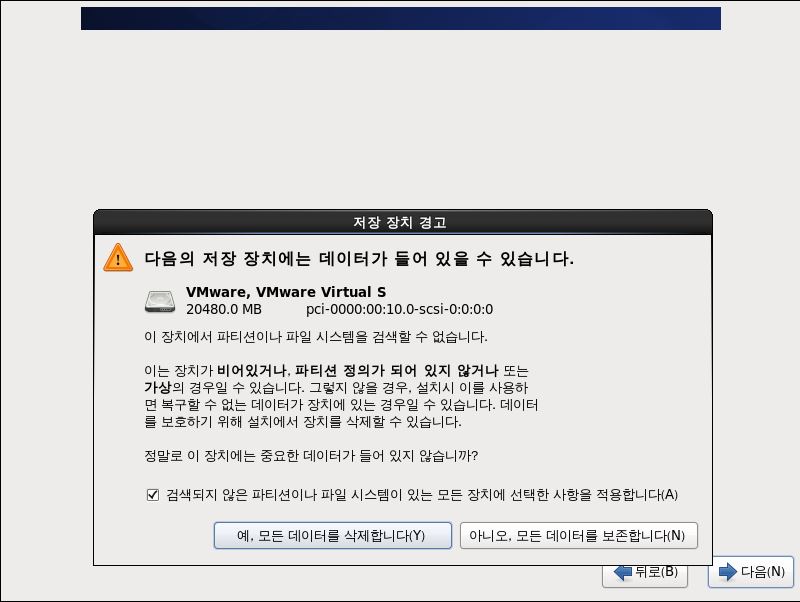 저장 장치 경고
다음의 저장 장치에는 데이터가 들어 있을 수 있습니다.
VMware, VMware Virtual S
20480.0 MB pci-0000:00:10.0-scsi-0:0:0:0
이 장치에서 파티션이나 파일 시스템을 검색할 수 없습니다.
이는 장치가 비어있거나, 파티션 정의가 되어 있지 않거나 또는
가상의 경우일 수 있습니다. 그렇지 않을 경우, 설치시 이를 사용하
면 복구할 수 없는 데이터가 장치에 있는 경우일 수 있습니다. 데이터
를 보호하기 위해 설치에서 장치를 삭제할 수 있습니다.
정말로 이 장치에는 중요한 데이터가 들어 있지 않습니까?
검색되지 않은 파티션이나 파일 시스템이 있는 모든 장치에 선택한 사항을 적용합니다(A)
예, 모든 데이터를 삭제합니다(Y) 아니오, 모든 데이터를 보존합니다(N)
뒤로(B) 다음(N)